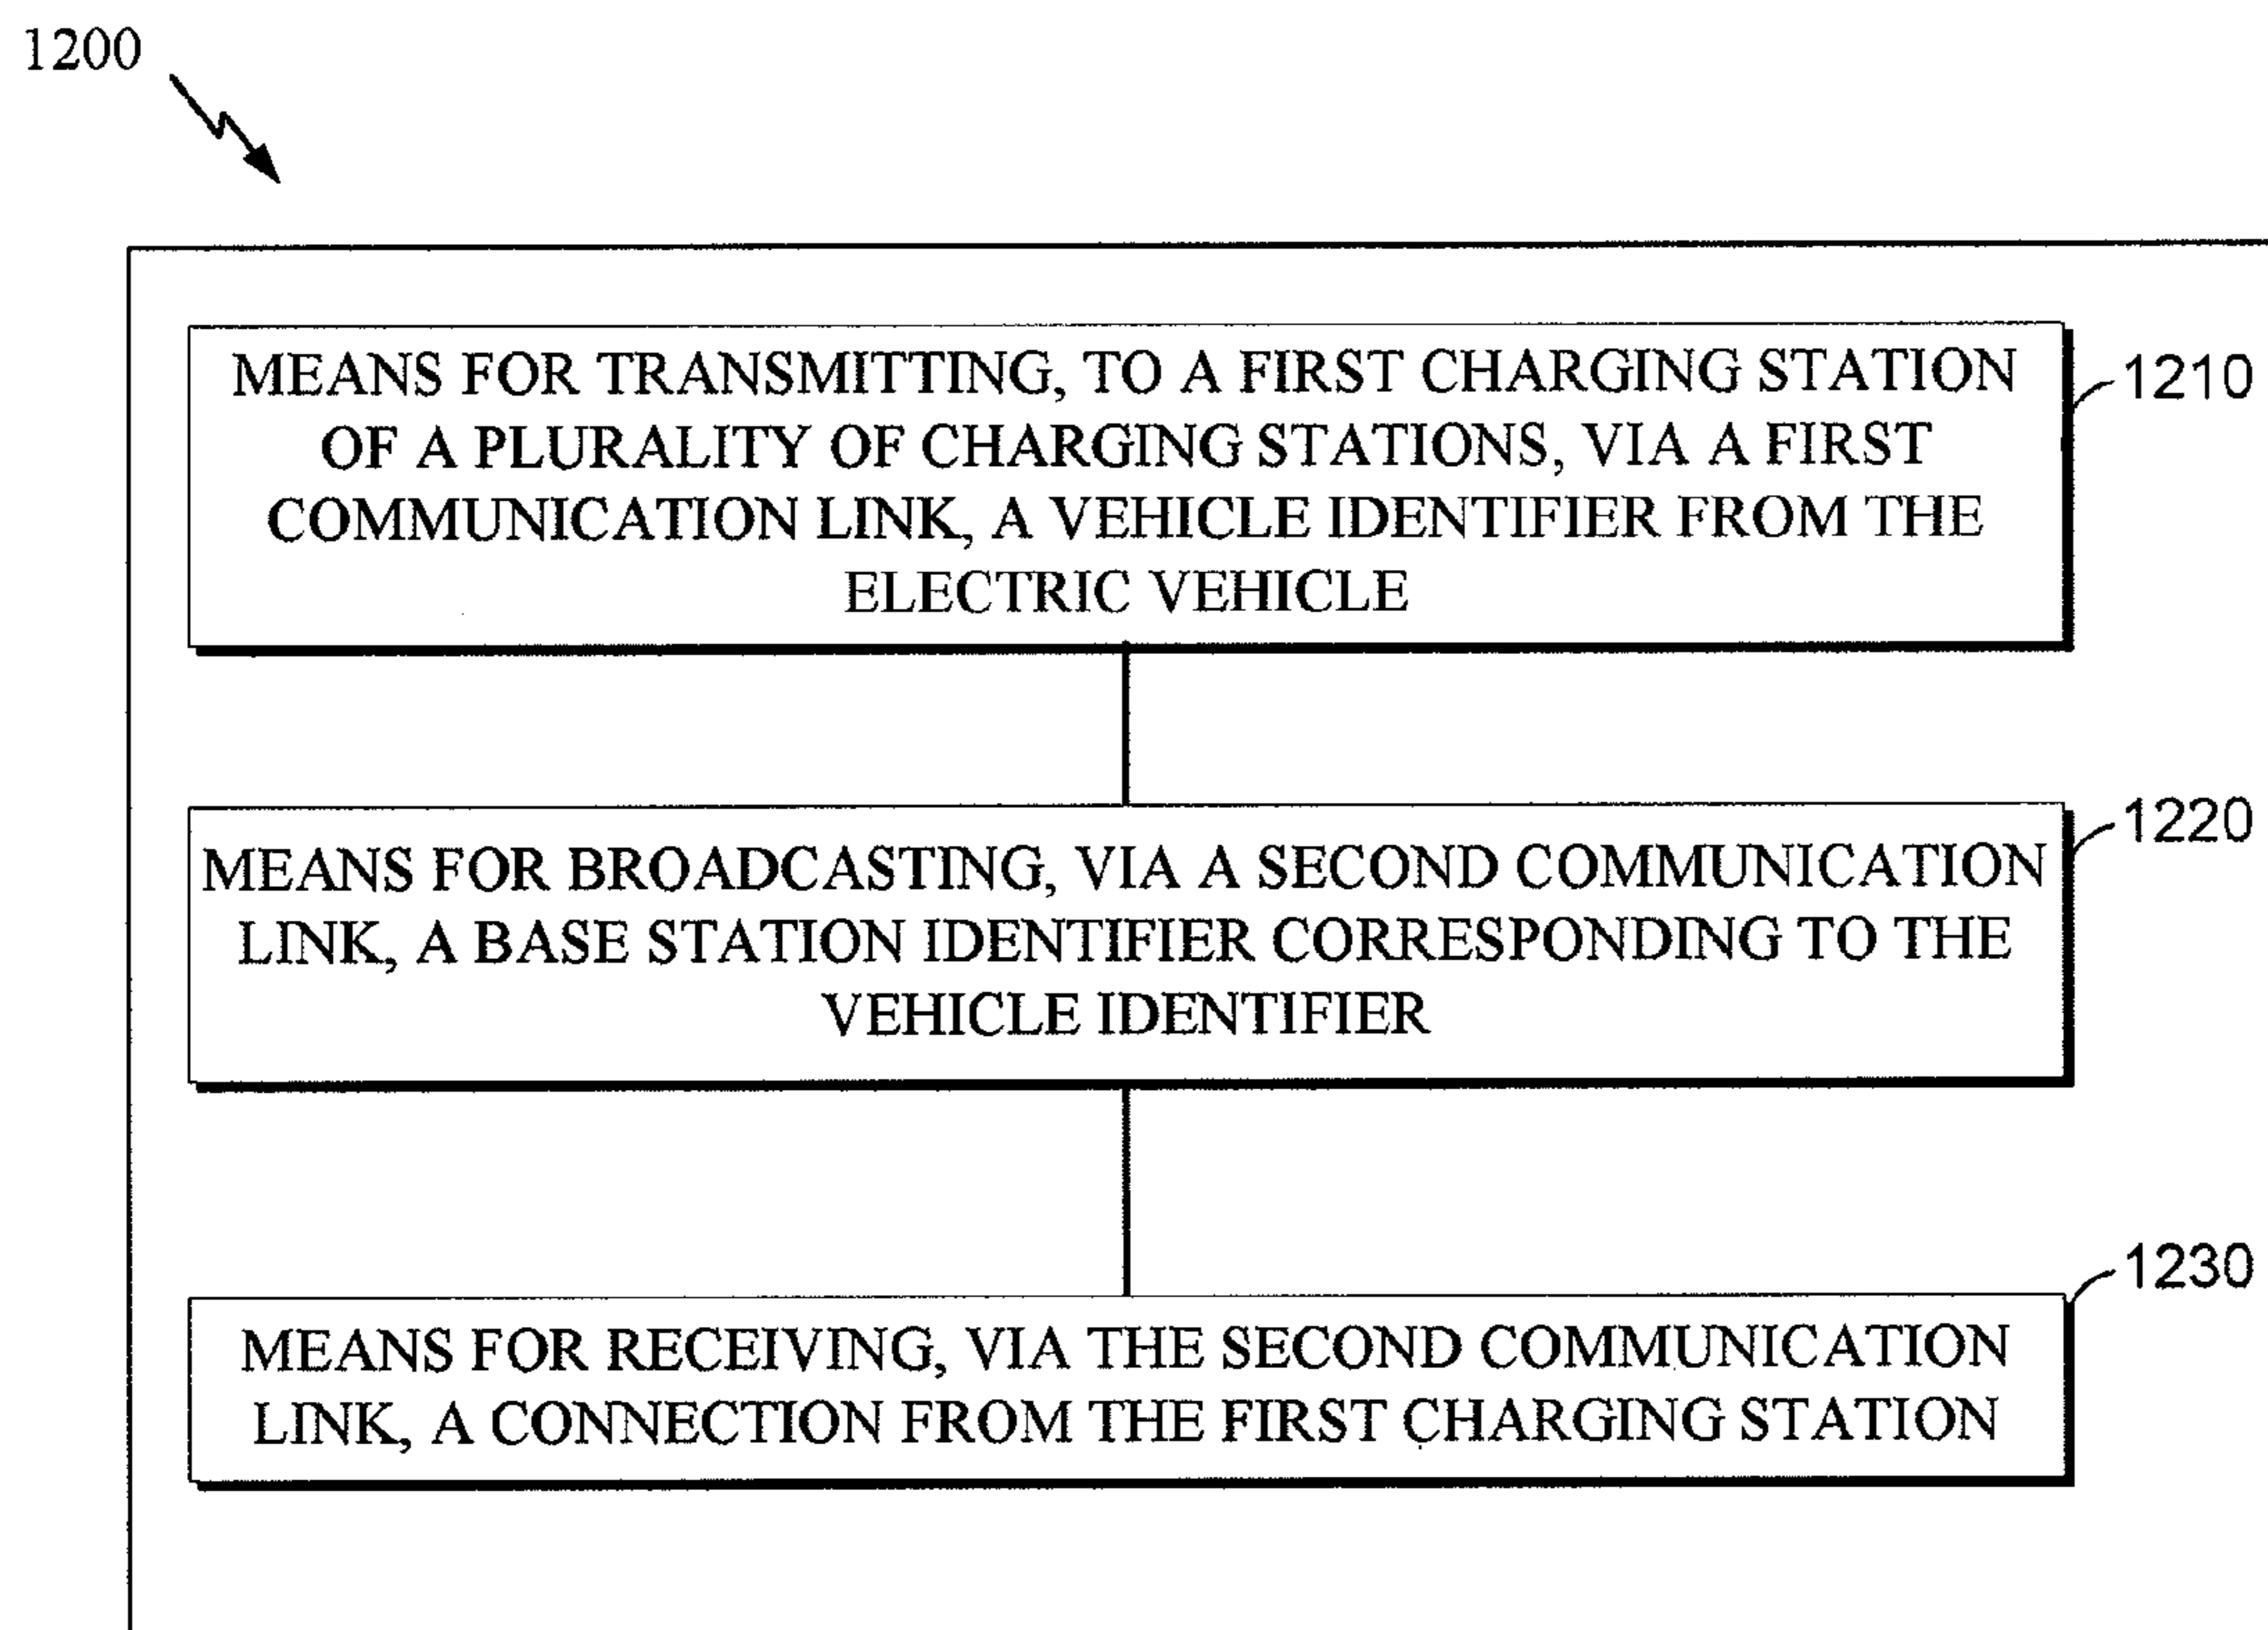 1200
MEANS FOR TRANSMITTING, TO A FIRST CHARGING STATION
OF A PLURALITY OF CHARGING STATIONS, VIA A FIRST
COMMUNICATION LINK, A VEHICLE IDENTIFIER FROM THE
ELECTRIC VEHICLE
1210
MEANS FOR BROADCASTING, VIA A SECOND COMMUNICATION
LINK, A BASE STATION IDENTIFIER CORRESPONDING TO THE
VEHICLE IDENTIFIER
1220
MEANS FOR RECEIVING, VIA THE SECOND COMMUNICATION
LINK, A CONNECTION FROM THE FIRST CHARGING STATION
1230